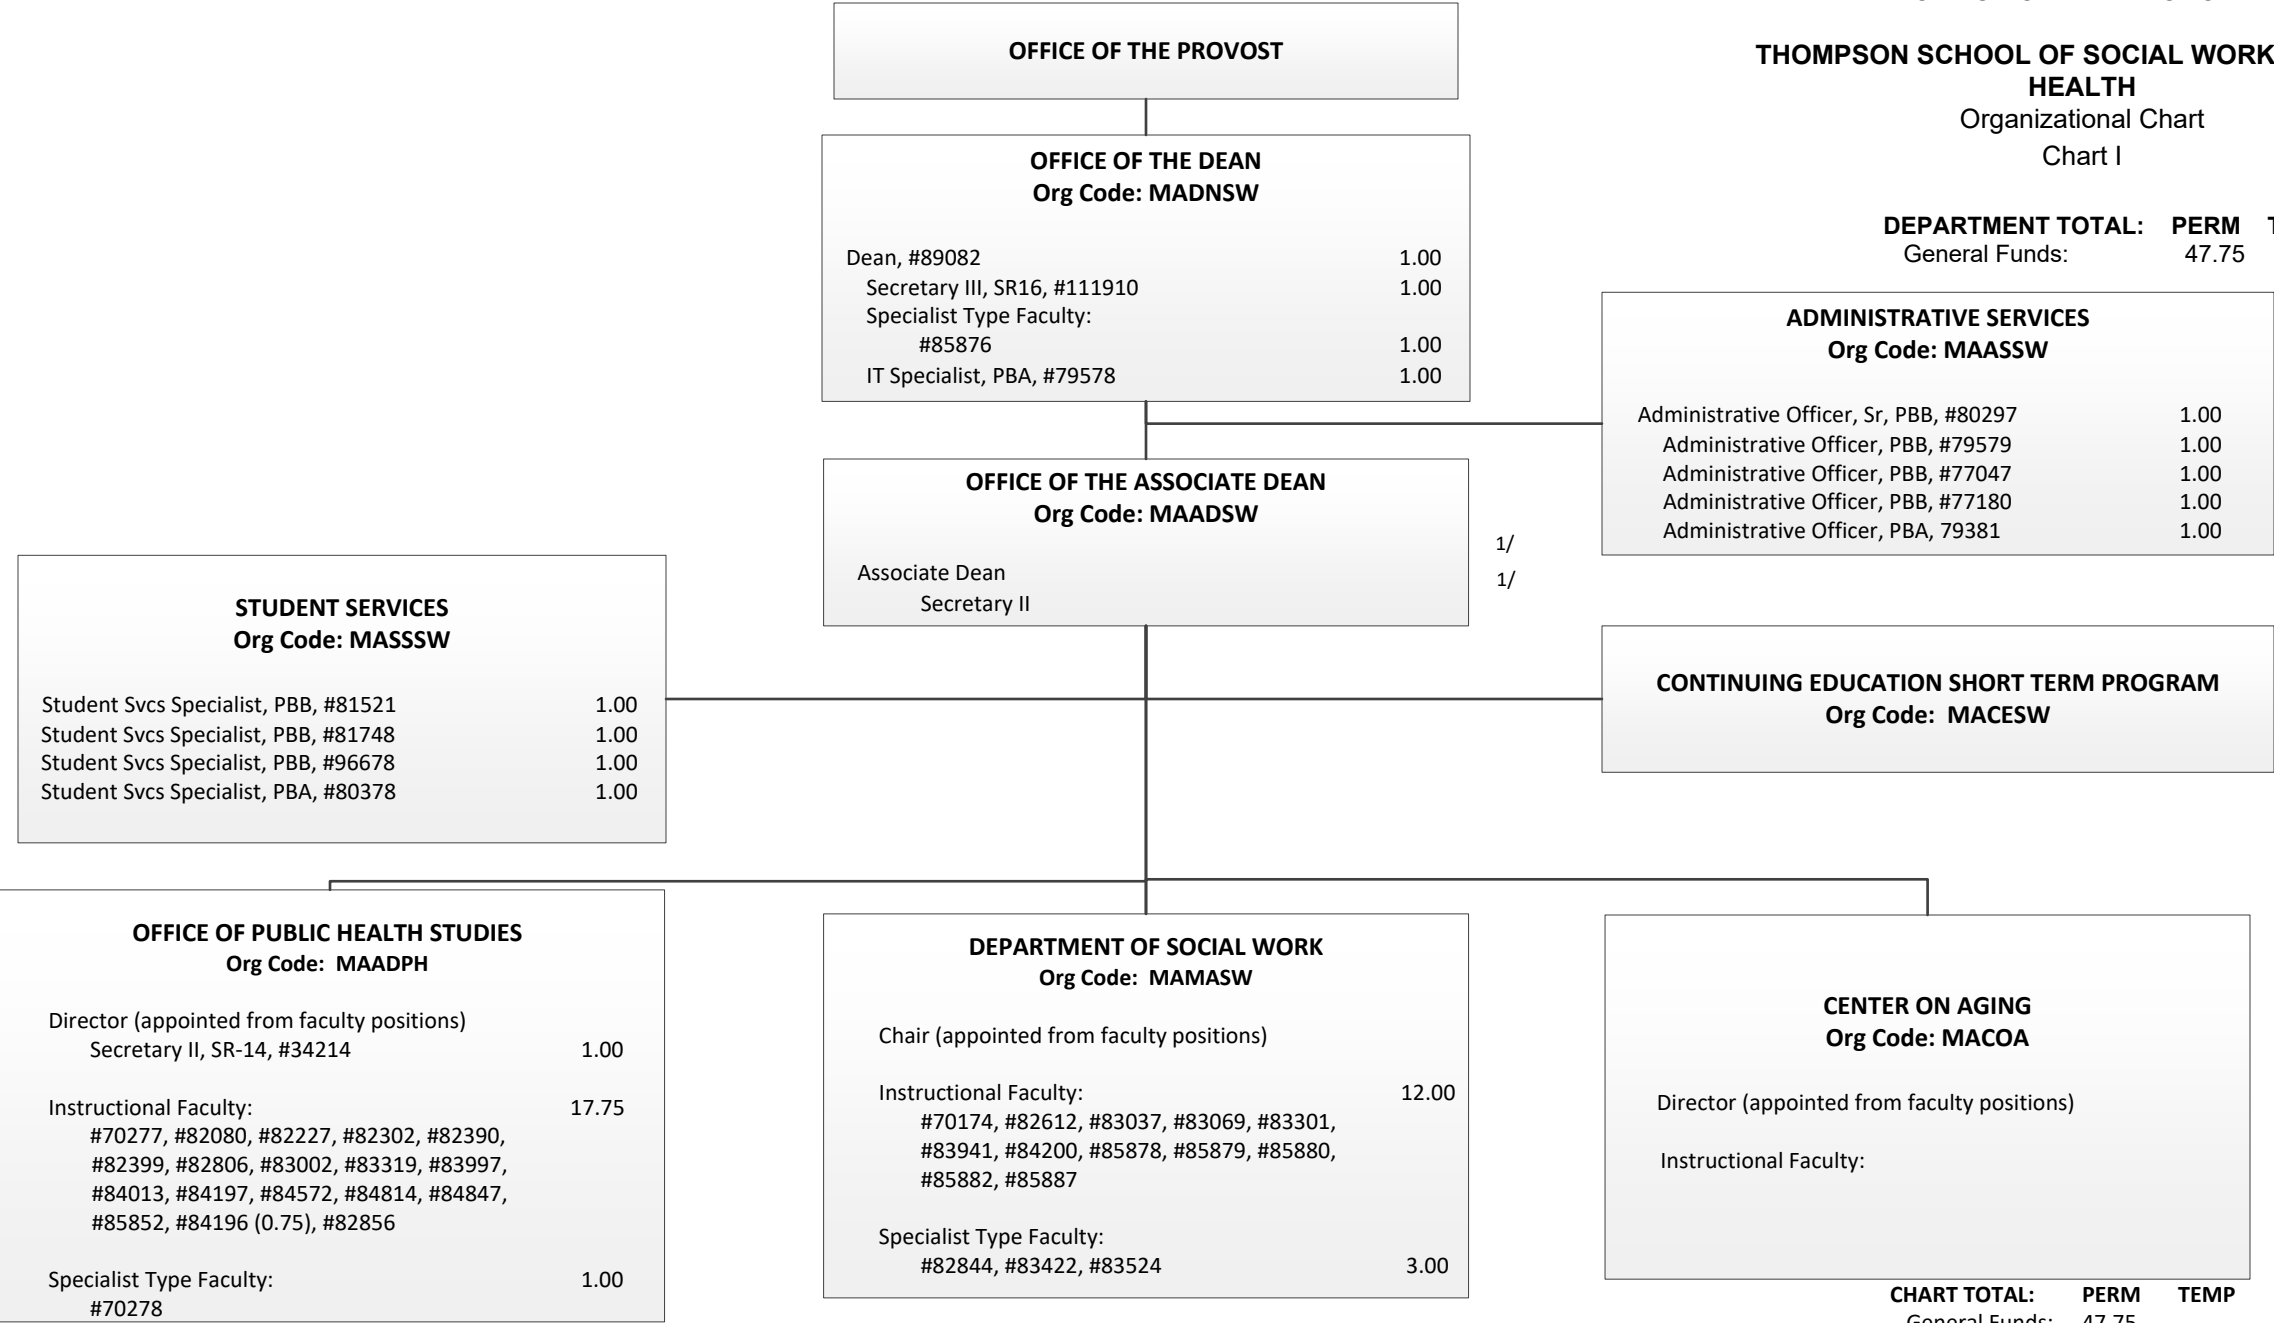 OFFICE OF THE PROVOST
THOMPSON SCHOOL OF SOCIAL WORK
HEALTH
Organizational Chart
Chart I
DEPARTMENT TOTAL: PERM
General Funds: 47.75
OFFICE OF THE DEAN
Org Code: MADNSW
Dean, #89082 1.00
Secretary III, SR16, #111910 1.00
Specialist Type Faculty:
#85876 1.00
IT Specialist, PBA, #79578 1.00
ADMINISTRATIVE SERVICES
Org Code: MAASSW
Administrative Officer, Sr, PBB, #80297 1.00
Administrative Officer, PBB, #79579 1.00
Administrative Officer, PBB, #77047 1.00
Administrative Officer, PBB, #77180 1.00
Administrative Officer, PBA, 79381 1.00
OFFICE OF THE ASSOCIATE DEAN
Org Code: MAADSW
Associate Dean 1/
Secretary II 1/
STUDENT SERVICES
Org Code: MASSSW
Student Svcs Specialist, PBB, #81521 1.00
Student Svcs Specialist, PBB, #81748 1.00
Student Svcs Specialist, PBB, #96678 1.00
Student Svcs Specialist, PBA, #80378 1.00
CONTINUING EDUCATION SHORT TERM PROGRAM
Org Code: MACESW
OFFICE OF PUBLIC HEALTH STUDIES
Org Code: MAADPH
Director (appointed from faculty positions)
Secretary II, SR-14, #34214 1.00
Instructional Faculty: 17.75
#70277, #82080, #82227, #82302, #82390,
#82399, #82806, #83002, #83319, #83997,
#84013, #84197, #84572, #84814, #84847,
#85852, #84196 (0.75), #82856
Specialist Type Faculty: 1.00
#70278
DEPARTMENT OF SOCIAL WORK
Org Code: MAMASW
Chair (appointed from faculty positions)
Instructional Faculty: 12.00
#70174, #82612, #83037, #83069, #83301,
#83941, #84200, #85878, #85879, #85880,
#85882, #85887
Specialist Type Faculty:
#82844, #83422, #83524 3.00
CENTER ON AGING
Org Code: MACOA
Director (appointed from faculty positions)
Instructional Faculty:
CHART TOTAL: PERM TEMP
General Funds: 47.75